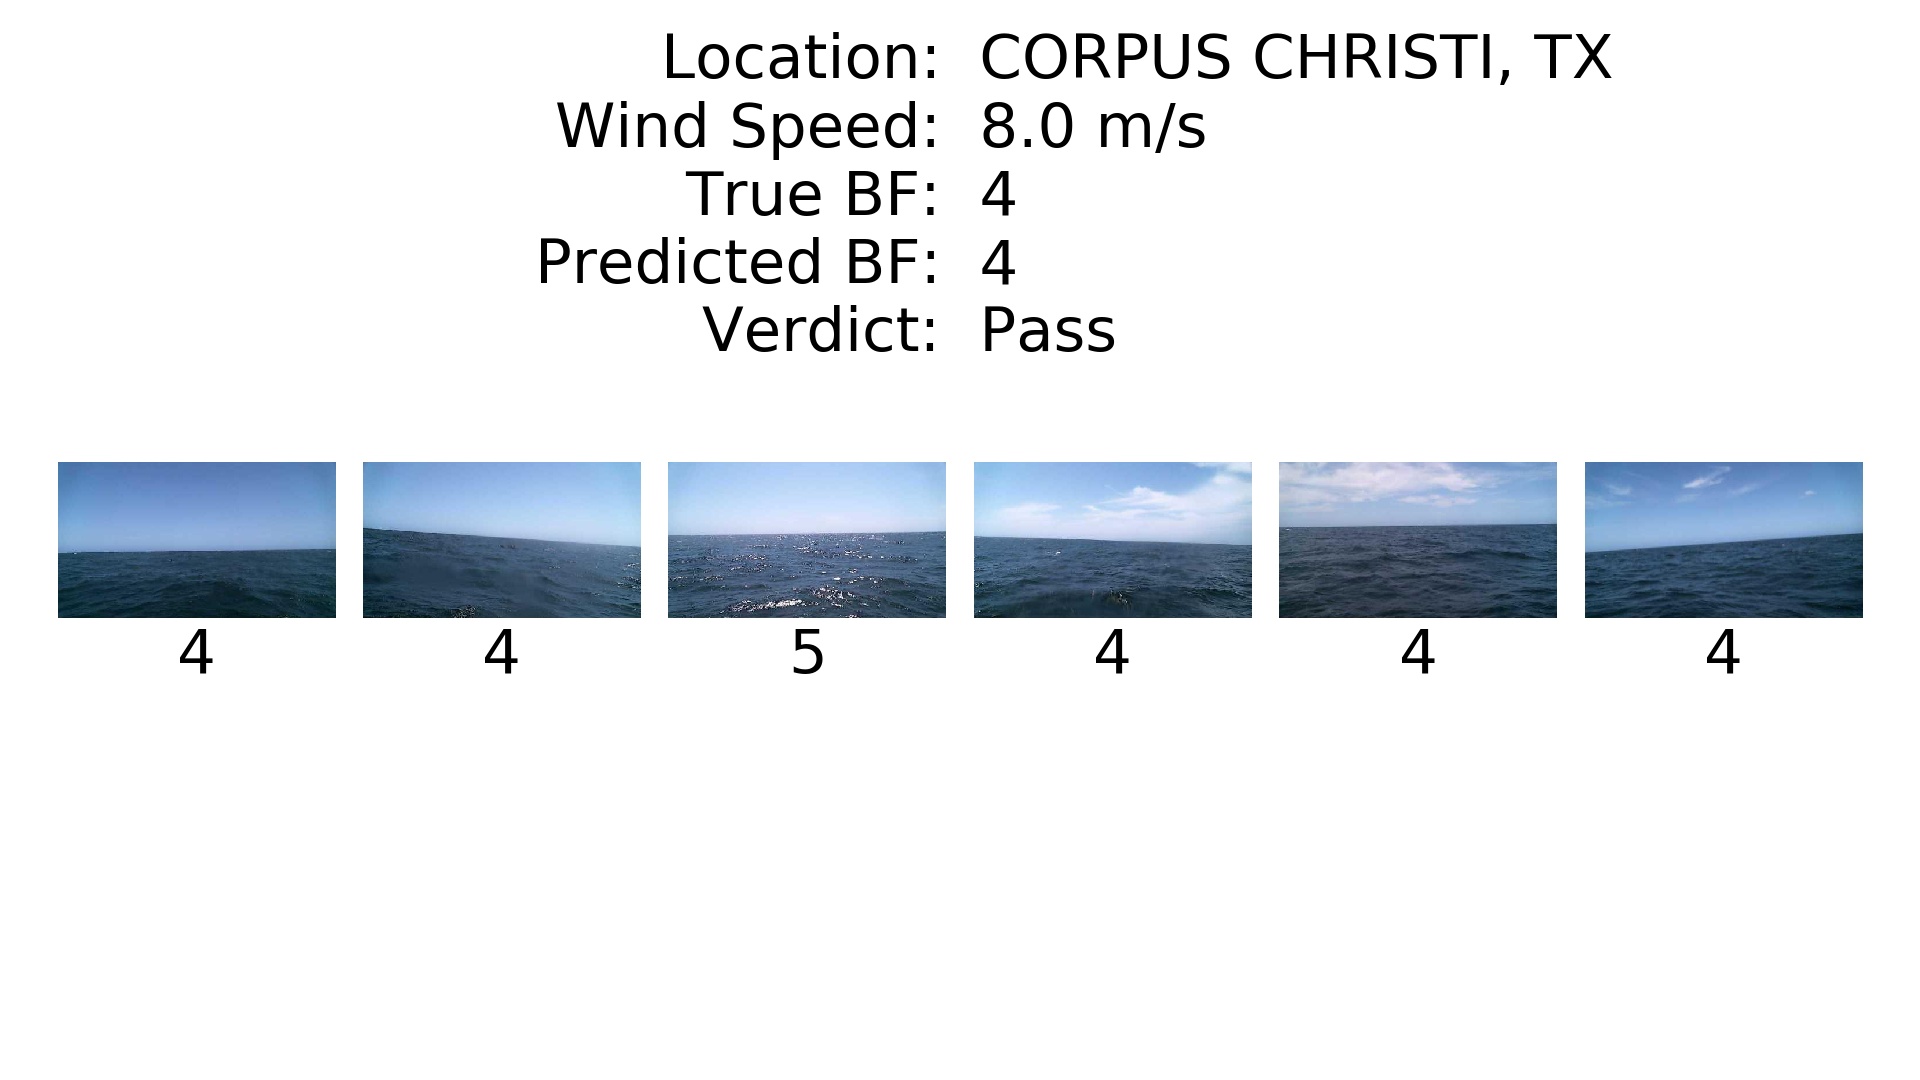 Location: CORPUS CHRISTI, TX
Wind Speed: 8.0 m/s
True BF: 4
Predicted BF: 4
Verdict: Pass
4 4 5 4 4 4